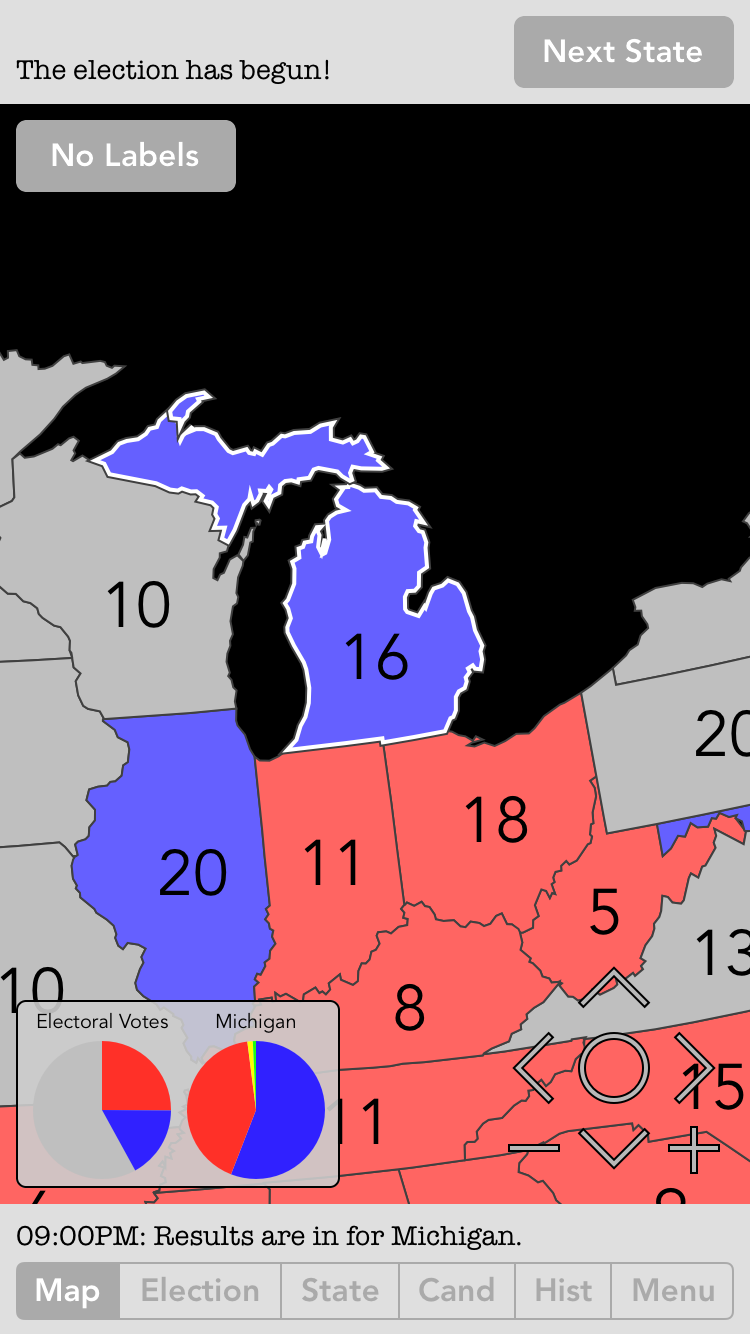 The election has begun!
Next State
No Labels
10
16
20
20
11
18
5
13
10
8
Electoral Votes
Michigan
11
15
09:00PM: Results are in for Michigan.
Map
Election
State
Cand
Hist
Menu